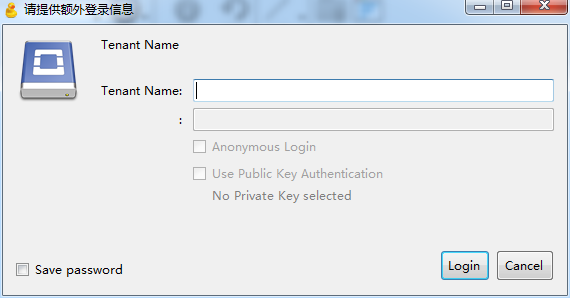 请提供额外登录信息
Tenant Name
Tenant Name:
:
Anonymous Login
Use Public Key Authentication
No Private Key selected
Save password
Login
Cancel